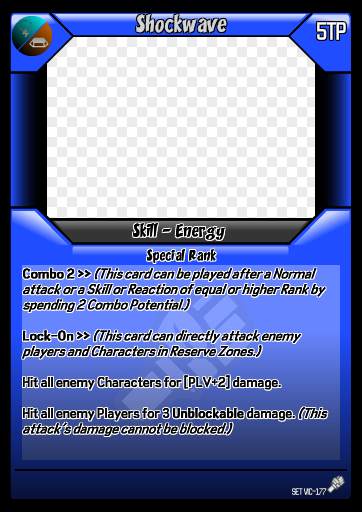 Shockwave
5TP
Skill - Energy
Special Rank
Combo 2 >> (This card can be played after a Normal
attack or a Skill or Reaction of equal or higher Rank by
spending 2 Combo Potential.)
Lock-On >> (This card can directly attack enemy
players and Characters in Reserve Zones.)
Hit all enemy Characters for [PLV+2] damage.
Hit all enemy Players for 3 Unblockable damage. (This
attack's damage cannot be blocked.)
SET VIC-177